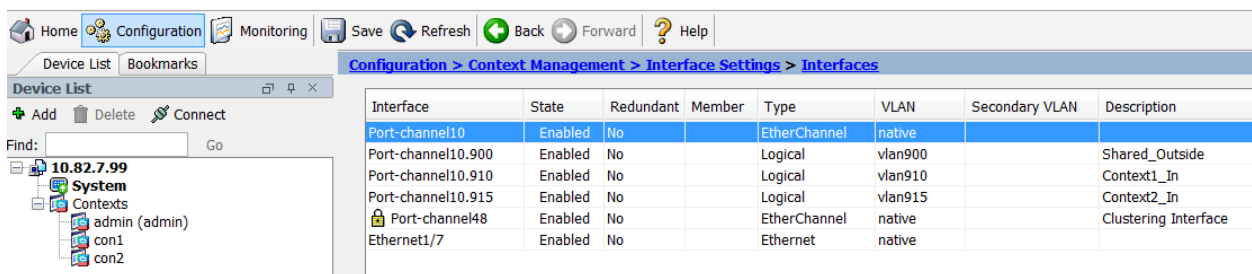 Home Configuration Monitoring Save Refresh Back Forward Help
Device List Bookmarks
Configuration > Context Management > Interface Settings > Interfaces
Device List
Add Delete Connect
Find: Go
10.82.7.99
System
Contexts
admin (admin)
con1
con2
Interface State Redundant Member Type VLAN Secondary VLAN Description
Port-channel10 Enabled No EtherChannel native
Port-channel10.900 Enabled No Logical vlan900 Shared_Outside
Port-channel10.910 Enabled No Logical vlan910 Context1_In
Port-channel10.915 Enabled No Logical vlan915 Context2_In
Port-channel48 Enabled No EtherChannel native Clustering Interface
Ethernet1/7 Enabled No Ethernet native